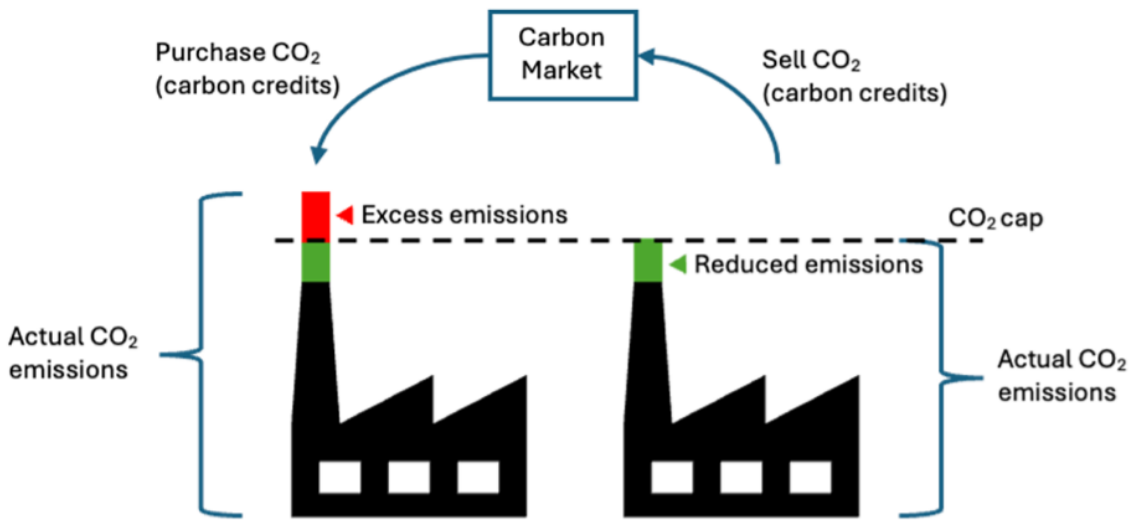 Purchase CO₂
(carbon credits)
Carbon
Market
Sell CO₂
(carbon credits)
Excess emissions
CO₂ cap
Reduced emissions
Actual CO₂
emissions
Actual CO₂
emissions